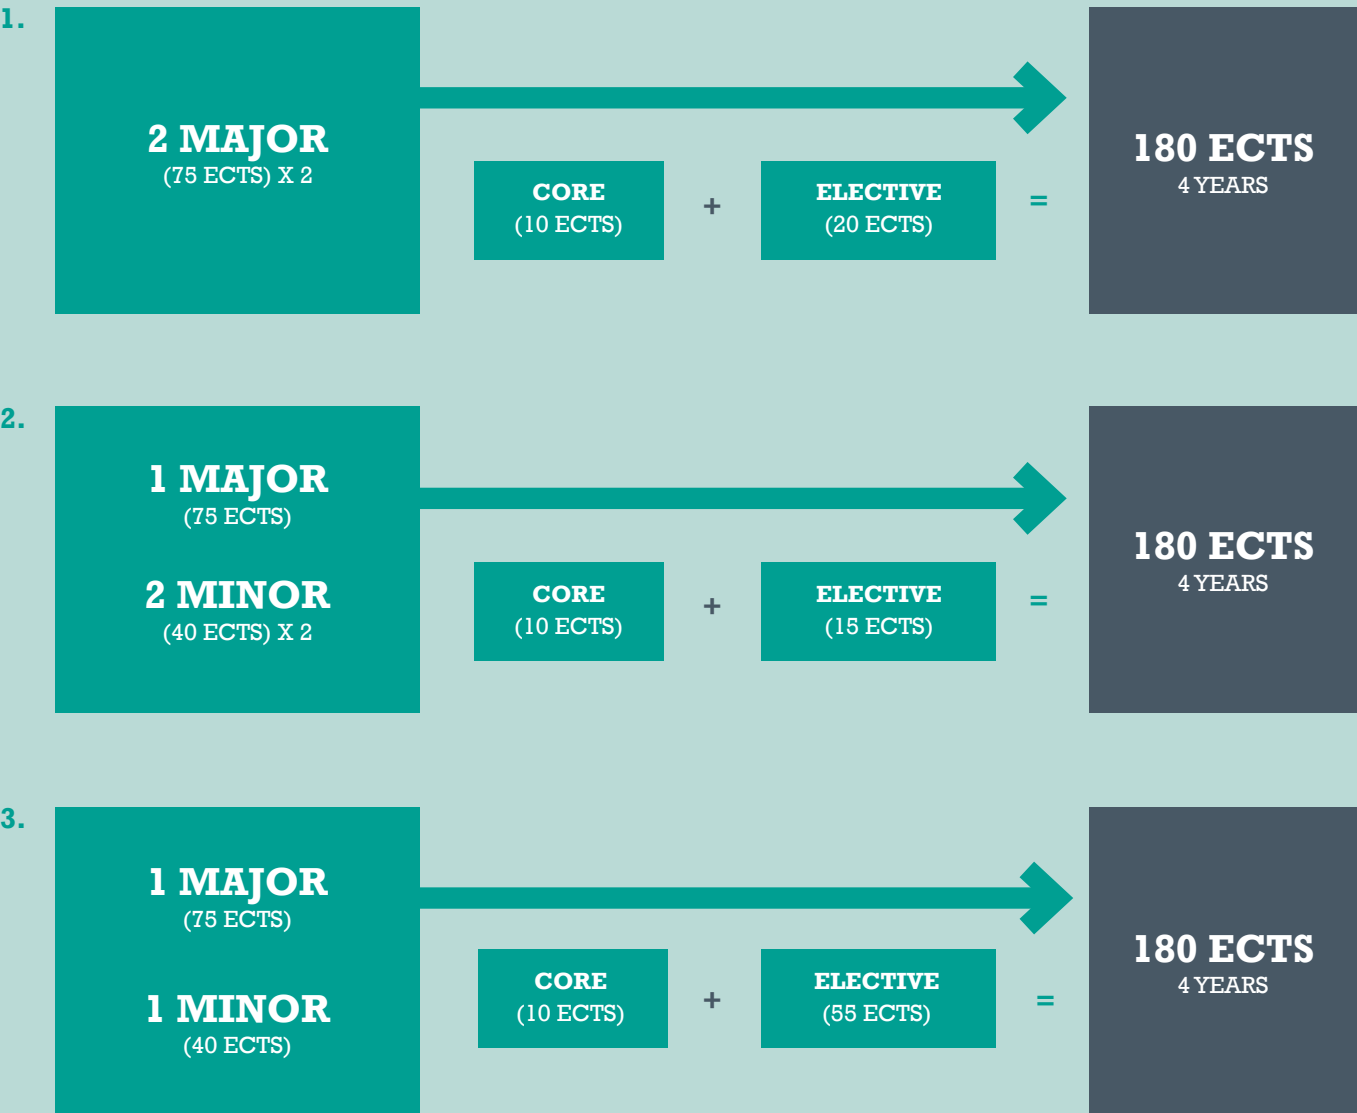 1.
2 MAJOR
(75 ECTS) X 2
CORE
(10 ECTS)
+
ELECTIVE
(20 ECTS)
=
180 ECTS
4 YEARS
2.
1 MAJOR
(75 ECTS)
2 MINOR
(40 ECTS) X 2
CORE
(10 ECTS)
+
ELECTIVE
(15 ECTS)
=
180 ECTS
4 YEARS
3.
1 MAJOR
(75 ECTS)
1 MINOR
(40 ECTS)
CORE
(10 ECTS)
+
ELECTIVE
(55 ECTS)
=
180 ECTS
4 YEARS